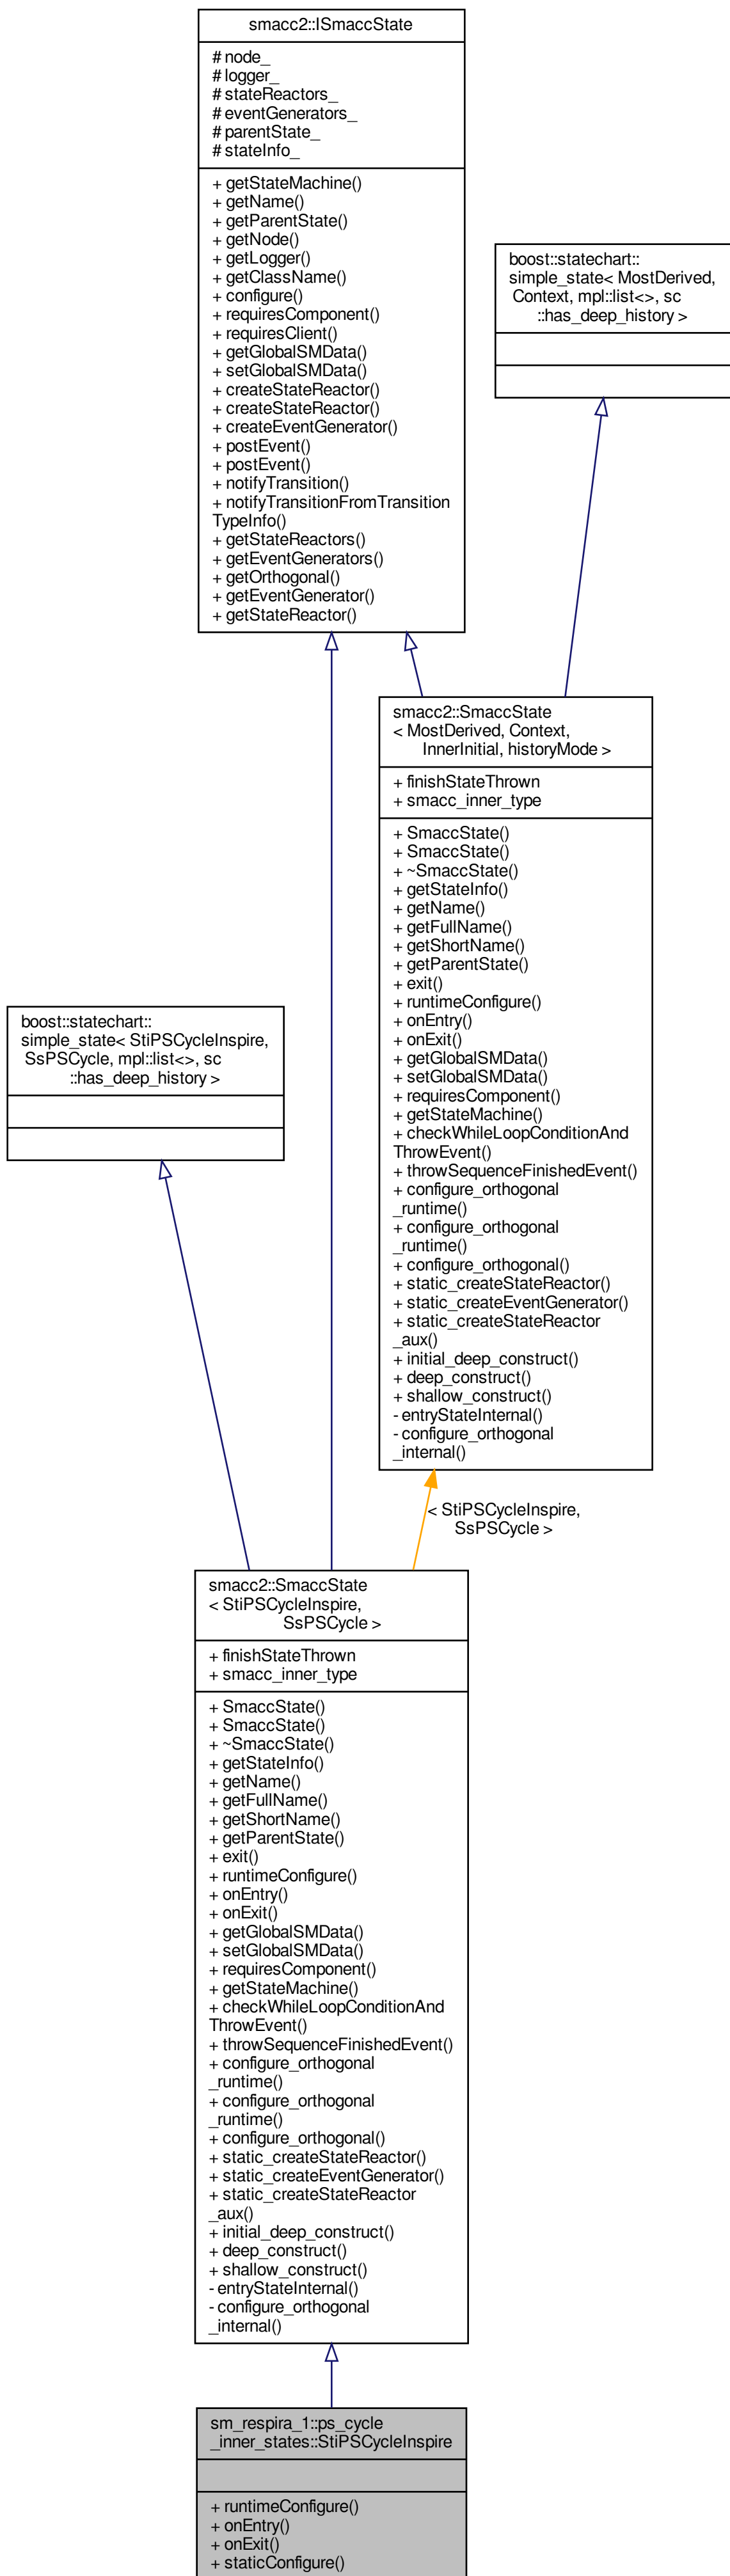 smacc2::ISmaccState
# node_
# logger_
# stateReactors_
# eventGenerators_
# parentState_
# stateInfo_
+ getStateMachine()
+ getName()
+ getParentState()
+ getNode()
+ getLogger()
+ getClassName()
+ configure()
+ requiresComponent()
+ requiresClient()
+ getGlobalSMData()
+ setGlobalSMData()
+ createStateReactor()
+ createStateReactor()
+ createEventGenerator()
+ postEvent()
+ postEvent()
+ notifyTransition()
+ notifyTransitionFromTransition
TypeInfo()
+ getStateReactors()
+ getEventGenerators()
+ getOrthogonal()
+ getEventGenerator()
+ getStateReactor()
boost::statechart::
simple_state< MostDerived,
Context, mpl::list<>, sc
::has_deep_history >
smacc2::SmaccState
< MostDerived, Context,
InnerInitial, historyMode >
+ finishStateThrown
+ smacc_inner_type
+ SmaccState()
+ SmaccState()
+ ~SmaccState()
+ getStateInfo()
+ getName()
+ getFullName()
+ getShortName()
+ getParentState()
+ exit()
+ runtimeConfigure()
+ onEntry()
+ onExit()
+ getGlobalSMData()
+ setGlobalSMData()
+ requiresComponent()
+ getStateMachine()
+ checkWhileLoopConditionAnd
ThrowEvent()
+ throwSequenceFinishedEvent()
+ configure_orthogonal
_runtime()
+ configure_orthogonal
_runtime()
+ configure_orthogonal()
+ static_createStateReactor()
+ static_createEventGenerator()
+ static_createStateReactor
_aux()
+ initial_deep_construct()
+ deep_construct()
+ shallow_construct()
- entryStateInternal()
- configure_orthogonal
_internal()
boost::statechart::
simple_state< StiPSCycleInspire,
SsPSCycle, mpl::list<>, sc
::has_deep_history >
< StiPSCycleInspire,
SsPSCycle >
smacc2::SmaccState
< StiPSCycleInspire,
SsPSCycle >
+ finishStateThrown
+ smacc_inner_type
+ SmaccState()
+ SmaccState()
+ ~SmaccState()
+ getStateInfo()
+ getName()
+ getFullName()
+ getShortName()
+ getParentState()
+ exit()
+ runtimeConfigure()
+ onEntry()
+ onExit()
+ getGlobalSMData()
+ setGlobalSMData()
+ requiresComponent()
+ getStateMachine()
+ checkWhileLoopConditionAnd
ThrowEvent()
+ throwSequenceFinishedEvent()
+ configure_orthogonal
_runtime()
+ configure_orthogonal
_runtime()
+ configure_orthogonal()
+ static_createStateReactor()
+ static_createEventGenerator()
+ static_createStateReactor
_aux()
+ initial_deep_construct()
+ deep_construct()
+ shallow_construct()
- entryStateInternal()
- configure_orthogonal
_internal()
sm_respira_1::ps_cycle
_inner_states::StiPSCycleInspire
+ runtimeConfigure()
+ onEntry()
+ onExit()
+ staticConfigure()